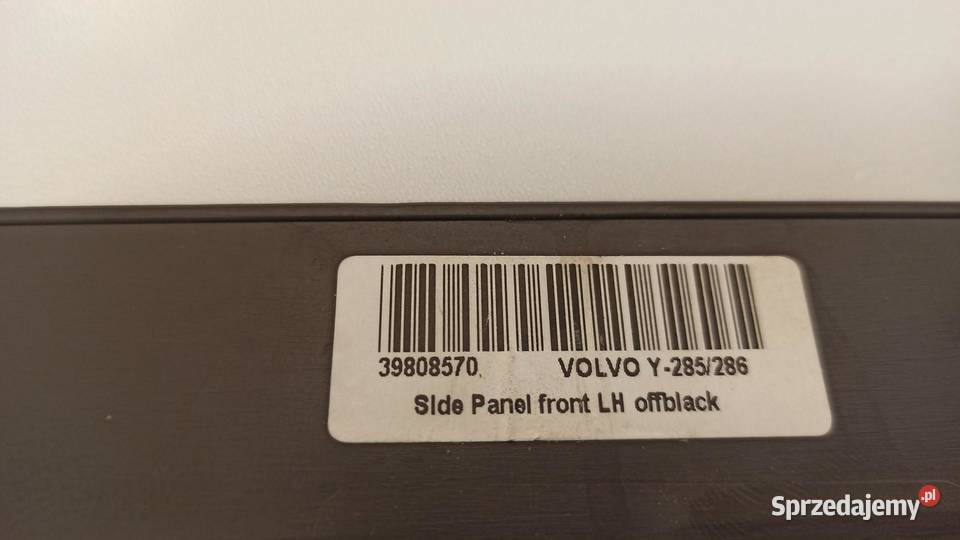 39808570 VOLVO Y-285/286
Side Panel front LH offblack
Sprzedajemy.pl